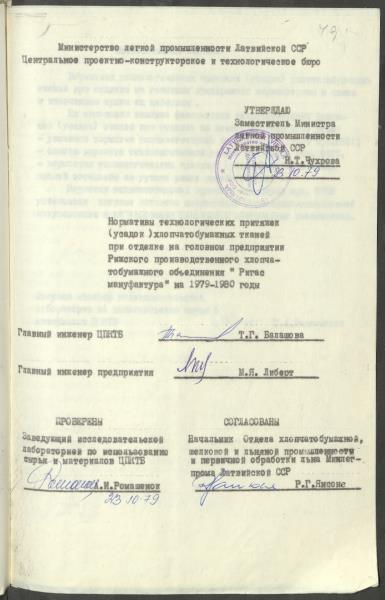 Министерство легкой промышленности Латвийской ССР
Центральное проектно-конструкторское и технологическое бюро
УТВЕРЖДАЮ
Заместитель Министра
легкой промышленности
Латвийской ССР
Н.Т.Чухрова
23.10.79
Нормативы технологических притяжек
(усадок )хлопчатобумажных тканей
при отделке на головном предприятии
Рижского производственного хлопча-
тобумажного объединения " Ригас
мануфактура" на 1979-1980 годы
Главный инженер ЦПКТБ Т.Г. Балашова
Главный инженер предприятия М.Я. Либерт
ПРОВЕРЕНЫ
Заведующий исследовательской
лабораторией по использованию
сырья и материалов ЦПКТБ
А.И.Ромашенок
23.10.79
СОГЛАСОВАНЫ
Начальник Отдела хлопчатобумажной,
шелковой и льняной промышленности
и первичной обработки льна Минлег-
прома Латвийской ССР
Р.Г.Янсонс